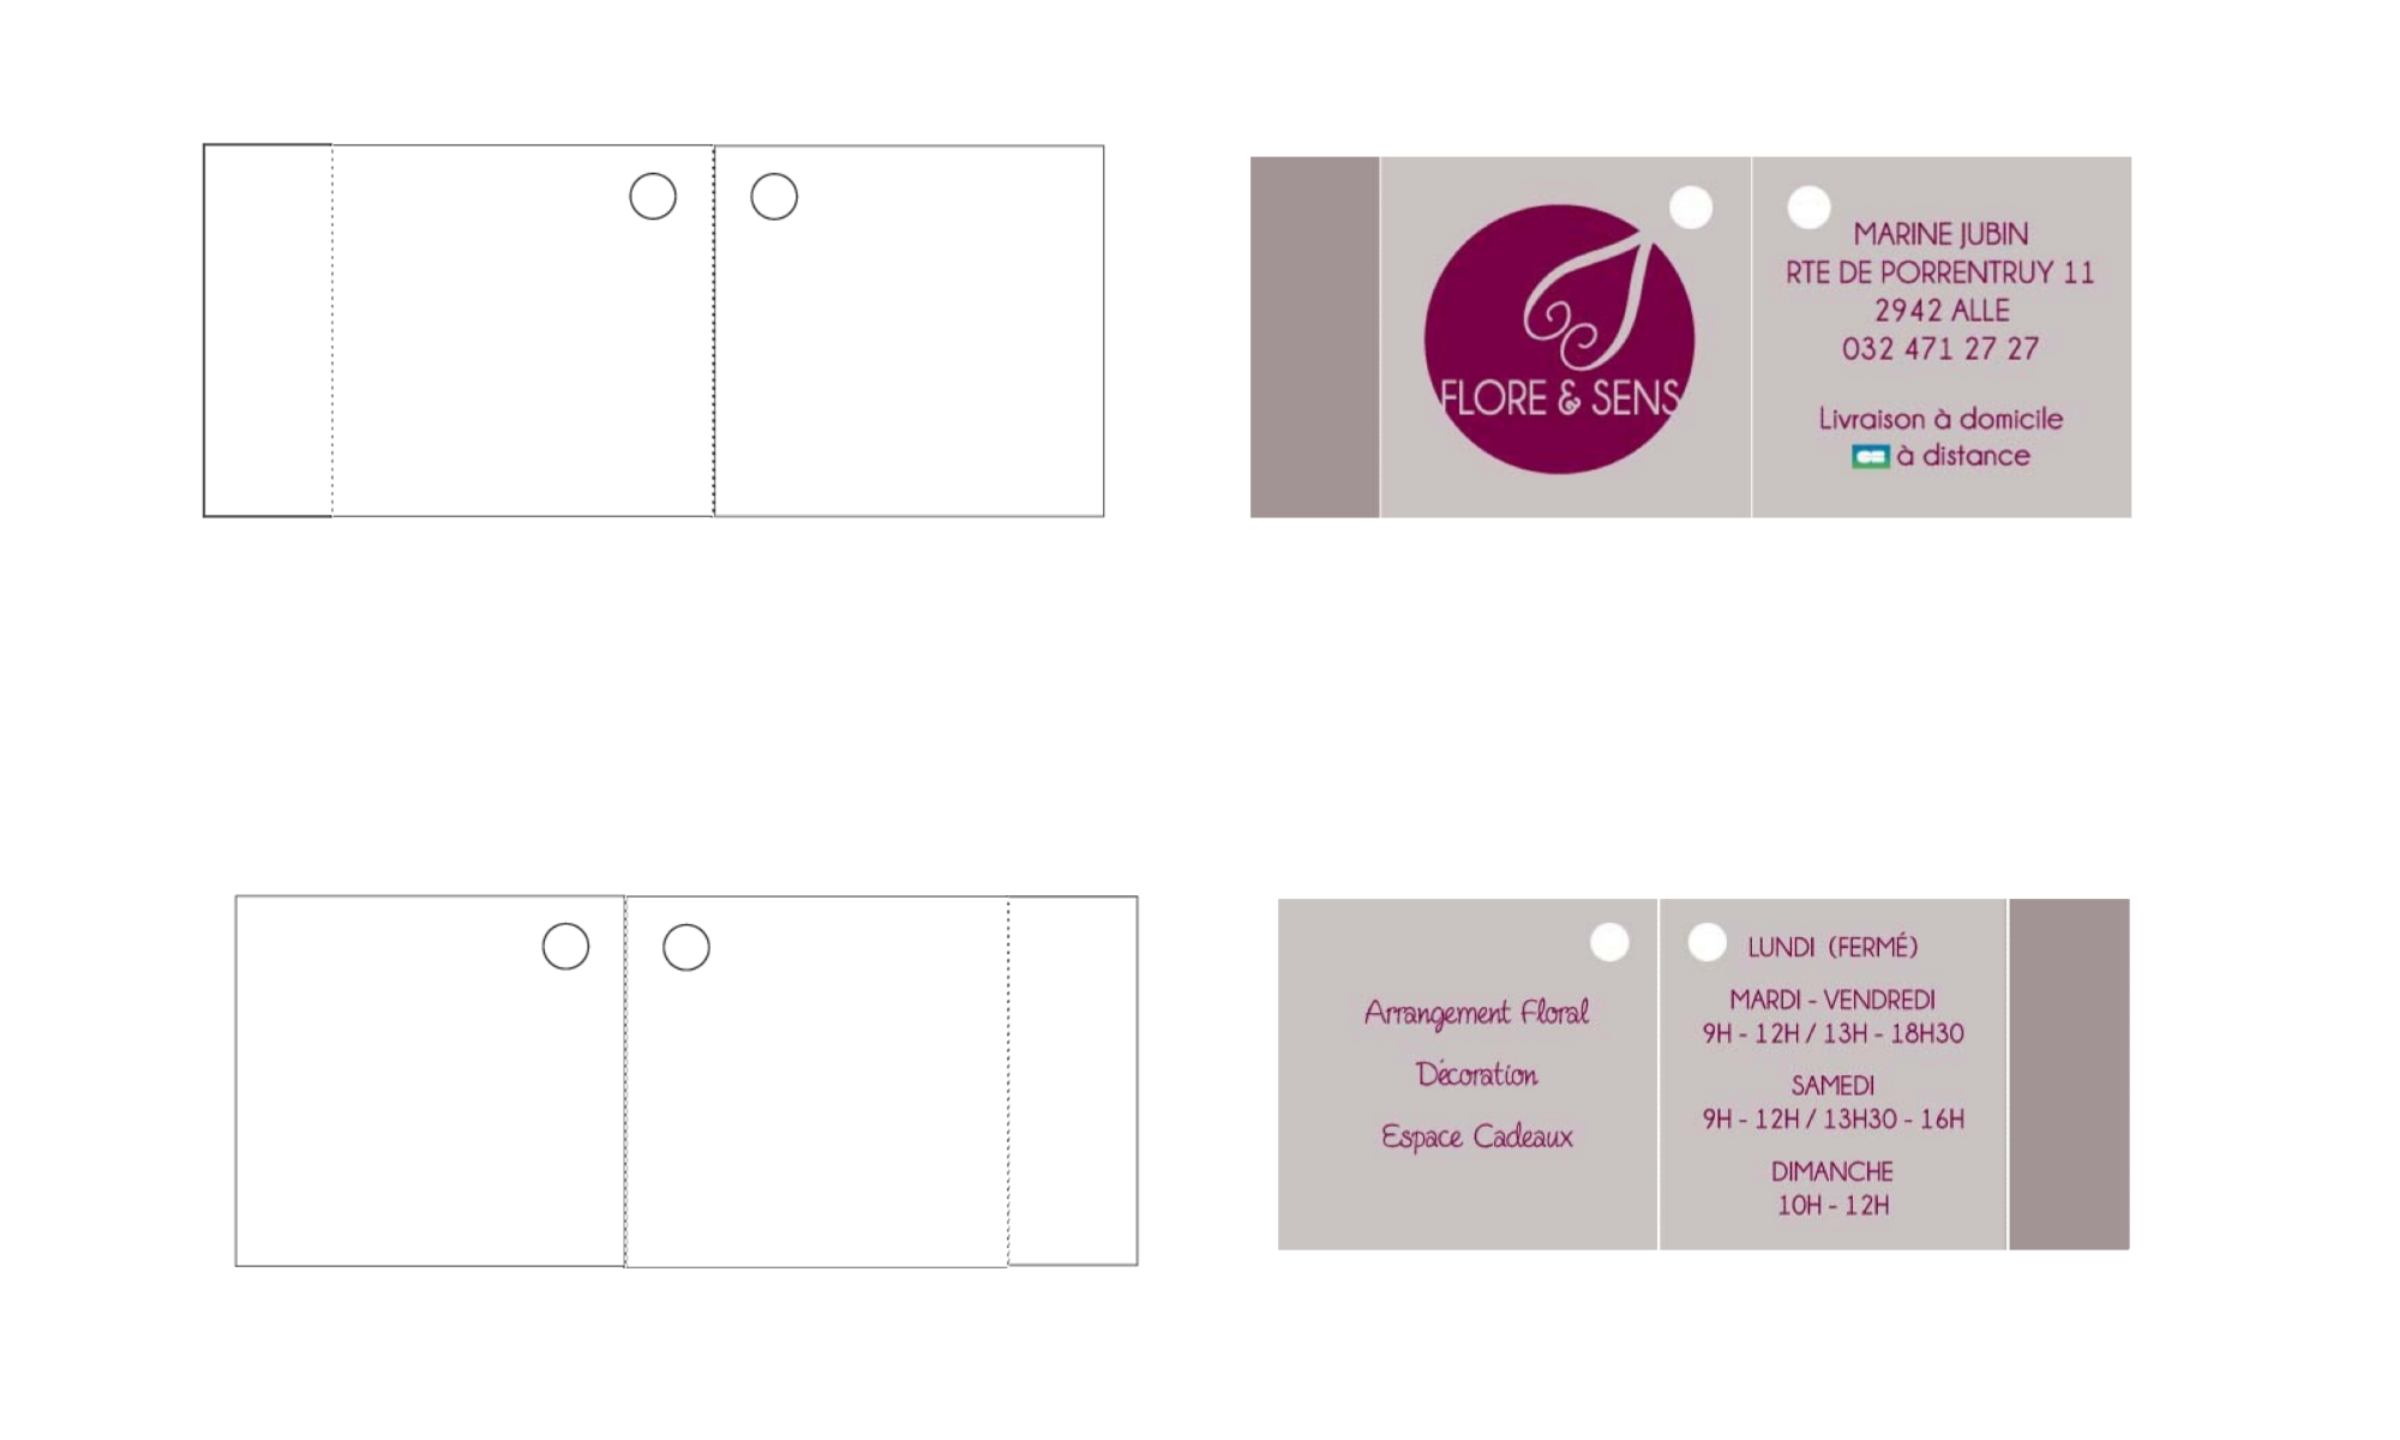 FLORE & SENS
MARINE JUBIN
RTE DE PORRENTRUY 11
2942 ALLE
032 471 27 27
Livraison à domicile
CB à distance
Arrangement Floral
Décoration
Espace Cadeaux
LUNDI (FERMÉ)
MARDI - VENDREDI
9H - 12H / 13H - 18H30
SAMEDI
9H - 12H / 13H30 - 16H
DIMANCHE
10H - 12H